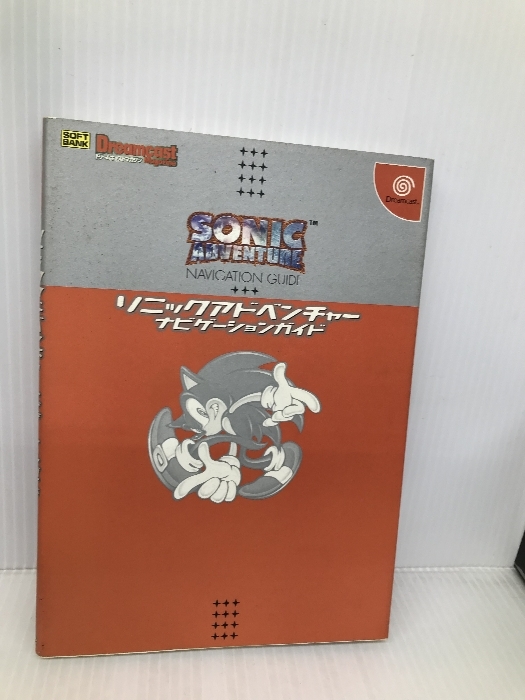 SOFT
BANK
Dreamcast
Dreamcast
SONIC™
ADVENTURE
NAVIGATION GUIDE
ソニックアドベンチャー
ナビゲーションガイド